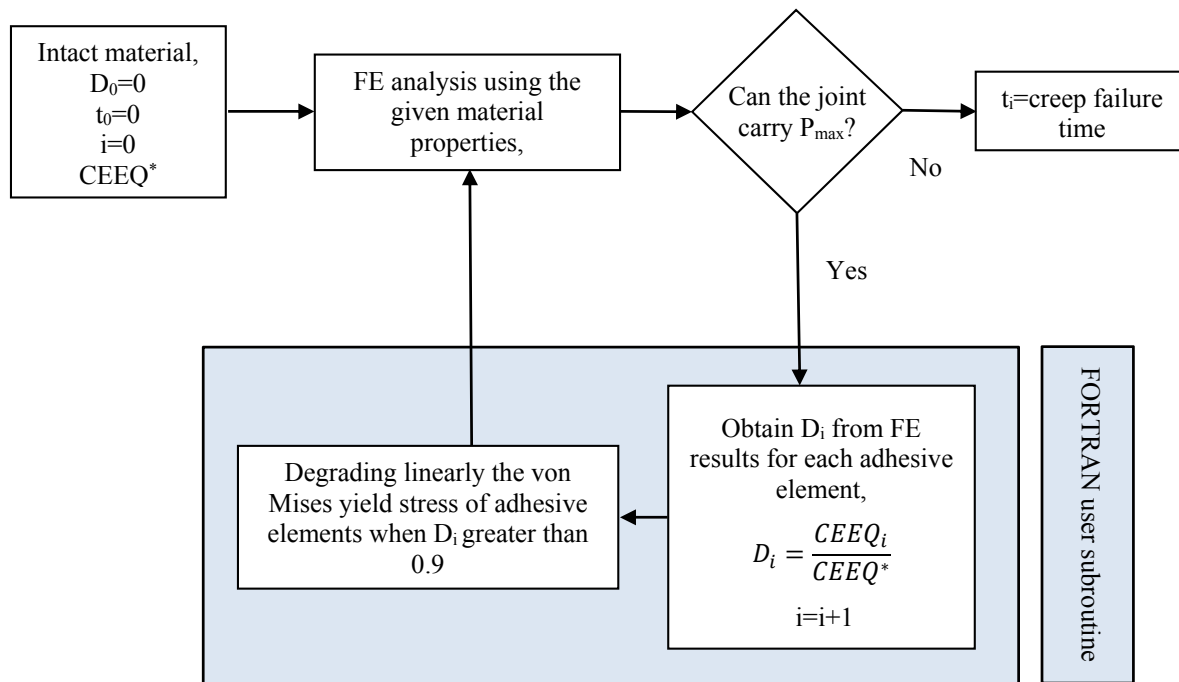 Intact material,
D₀=0
t₀=0
i=0
CEEQ*
FE analysis using the
given material
properties,
Can the joint
carry Pₘₐₓ?
No
tᵢ=creep failure
time
Yes
Obtain Dᵢ from FE
results for each adhesive
element,
Dᵢ = CEEQᵢ / CEEQ*
i=i+1
Degrading linearly the von
Mises yield stress of adhesive
elements when Dᵢ greater than
0.9
FORTRAN user subroutine